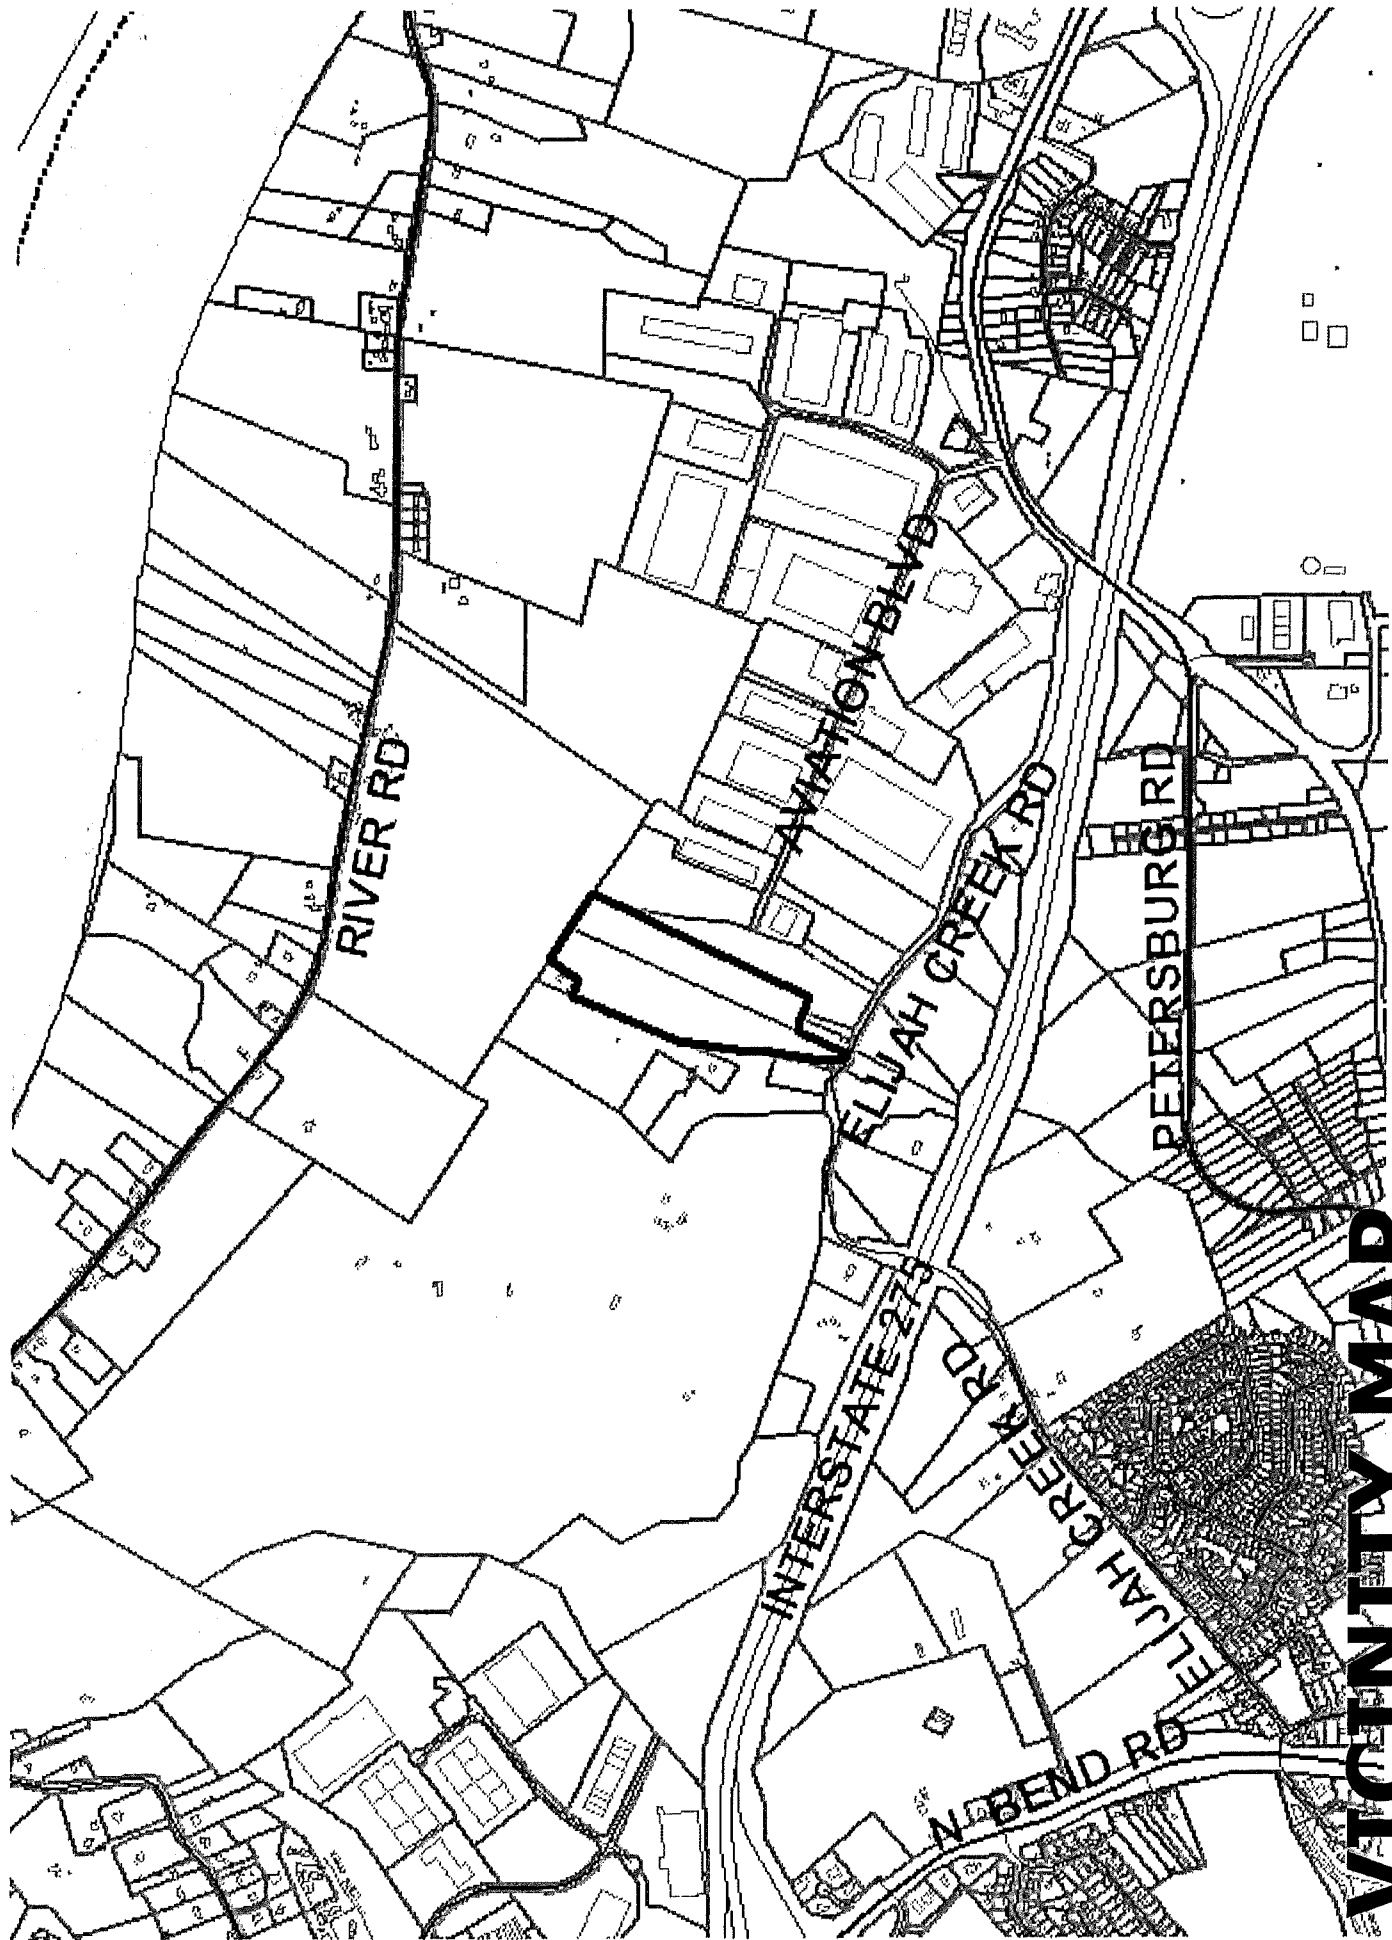 RIVER RD
AVIATION BLVD
ELIJAH CREEK RD
PETERSBURG RD
INTERSTATE 275
ELIJAH CREEK RD
N BEND RD
VICINITY MAP